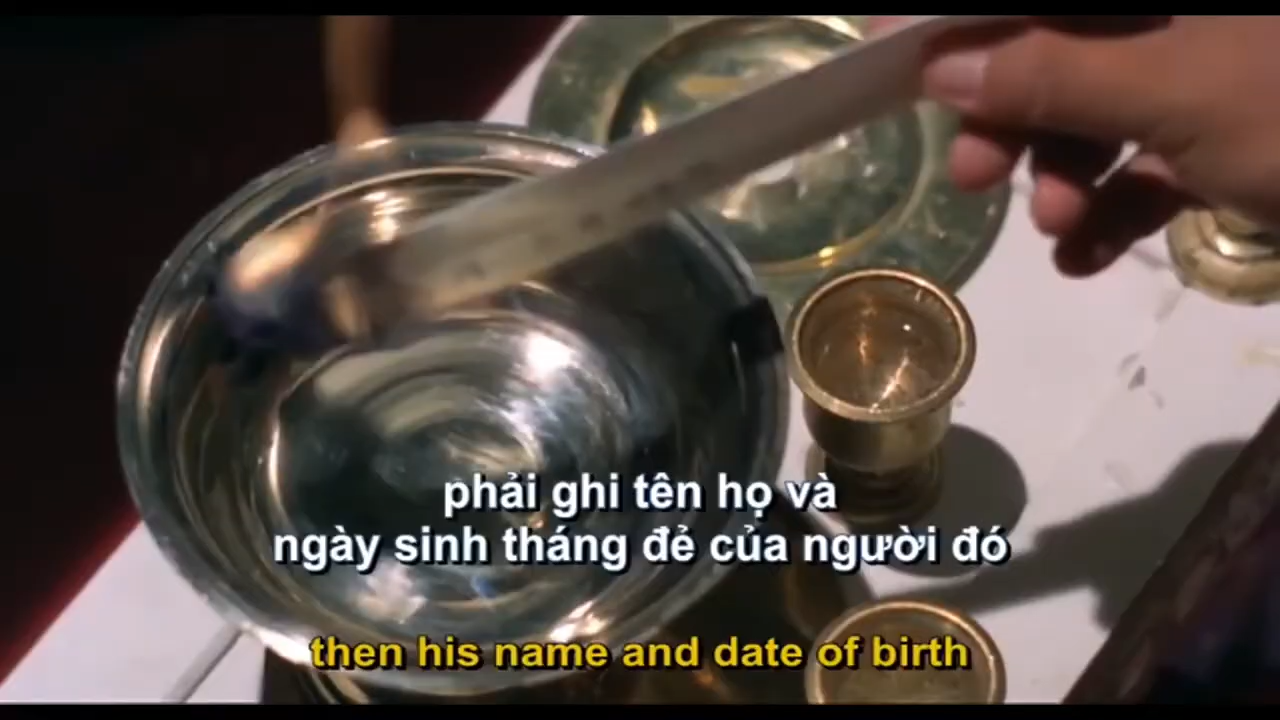 phải ghi tên họ và
ngày sinh tháng đẻ của người đó
then his name and date of birth